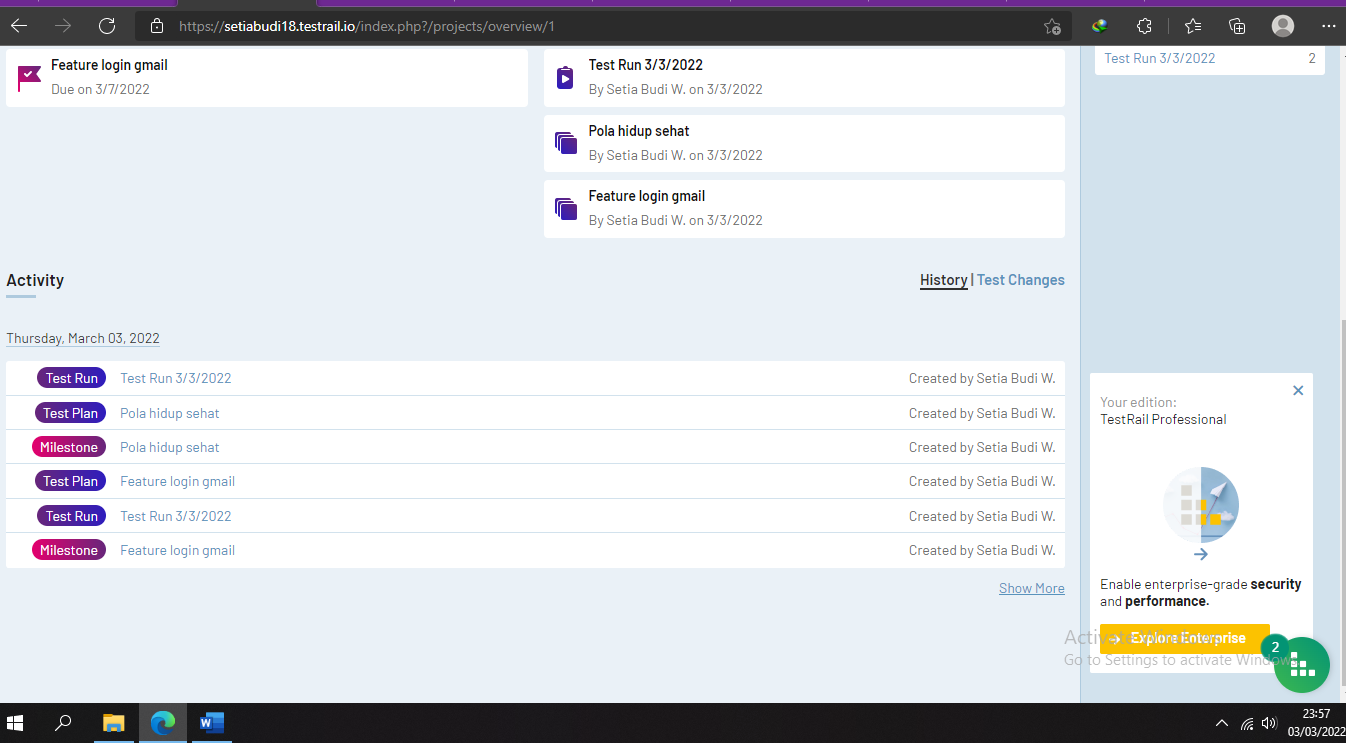 https://setiabudi18.testrail.io/index.php?/projects/overview/1
Feature login gmail
Due on 3/7/2022
Test Run 3/3/2022
By Setia Budi W. on 3/3/2022
Pola hidup sehat
By Setia Budi W. on 3/3/2022
Feature login gmail
By Setia Budi W. on 3/3/2022
Test Run 3/3/2022 2
Activity
History | Test Changes
Thursday, March 03, 2022
Test Run Test Run 3/3/2022 Created by Setia Budi W.
Test Plan Pola hidup sehat Created by Setia Budi W.
Milestone Pola hidup sehat Created by Setia Budi W.
Test Plan Feature login gmail Created by Setia Budi W.
Test Run Test Run 3/3/2022 Created by Setia Budi W.
Milestone Feature login gmail Created by Setia Budi W.
Show More
Your edition:
TestRail Professional
Enable enterprise-grade security
and performance.
Explore Enterprise
Activate Windows
Go to Settings to activate Windows.
2
W
23:57
03/03/2022